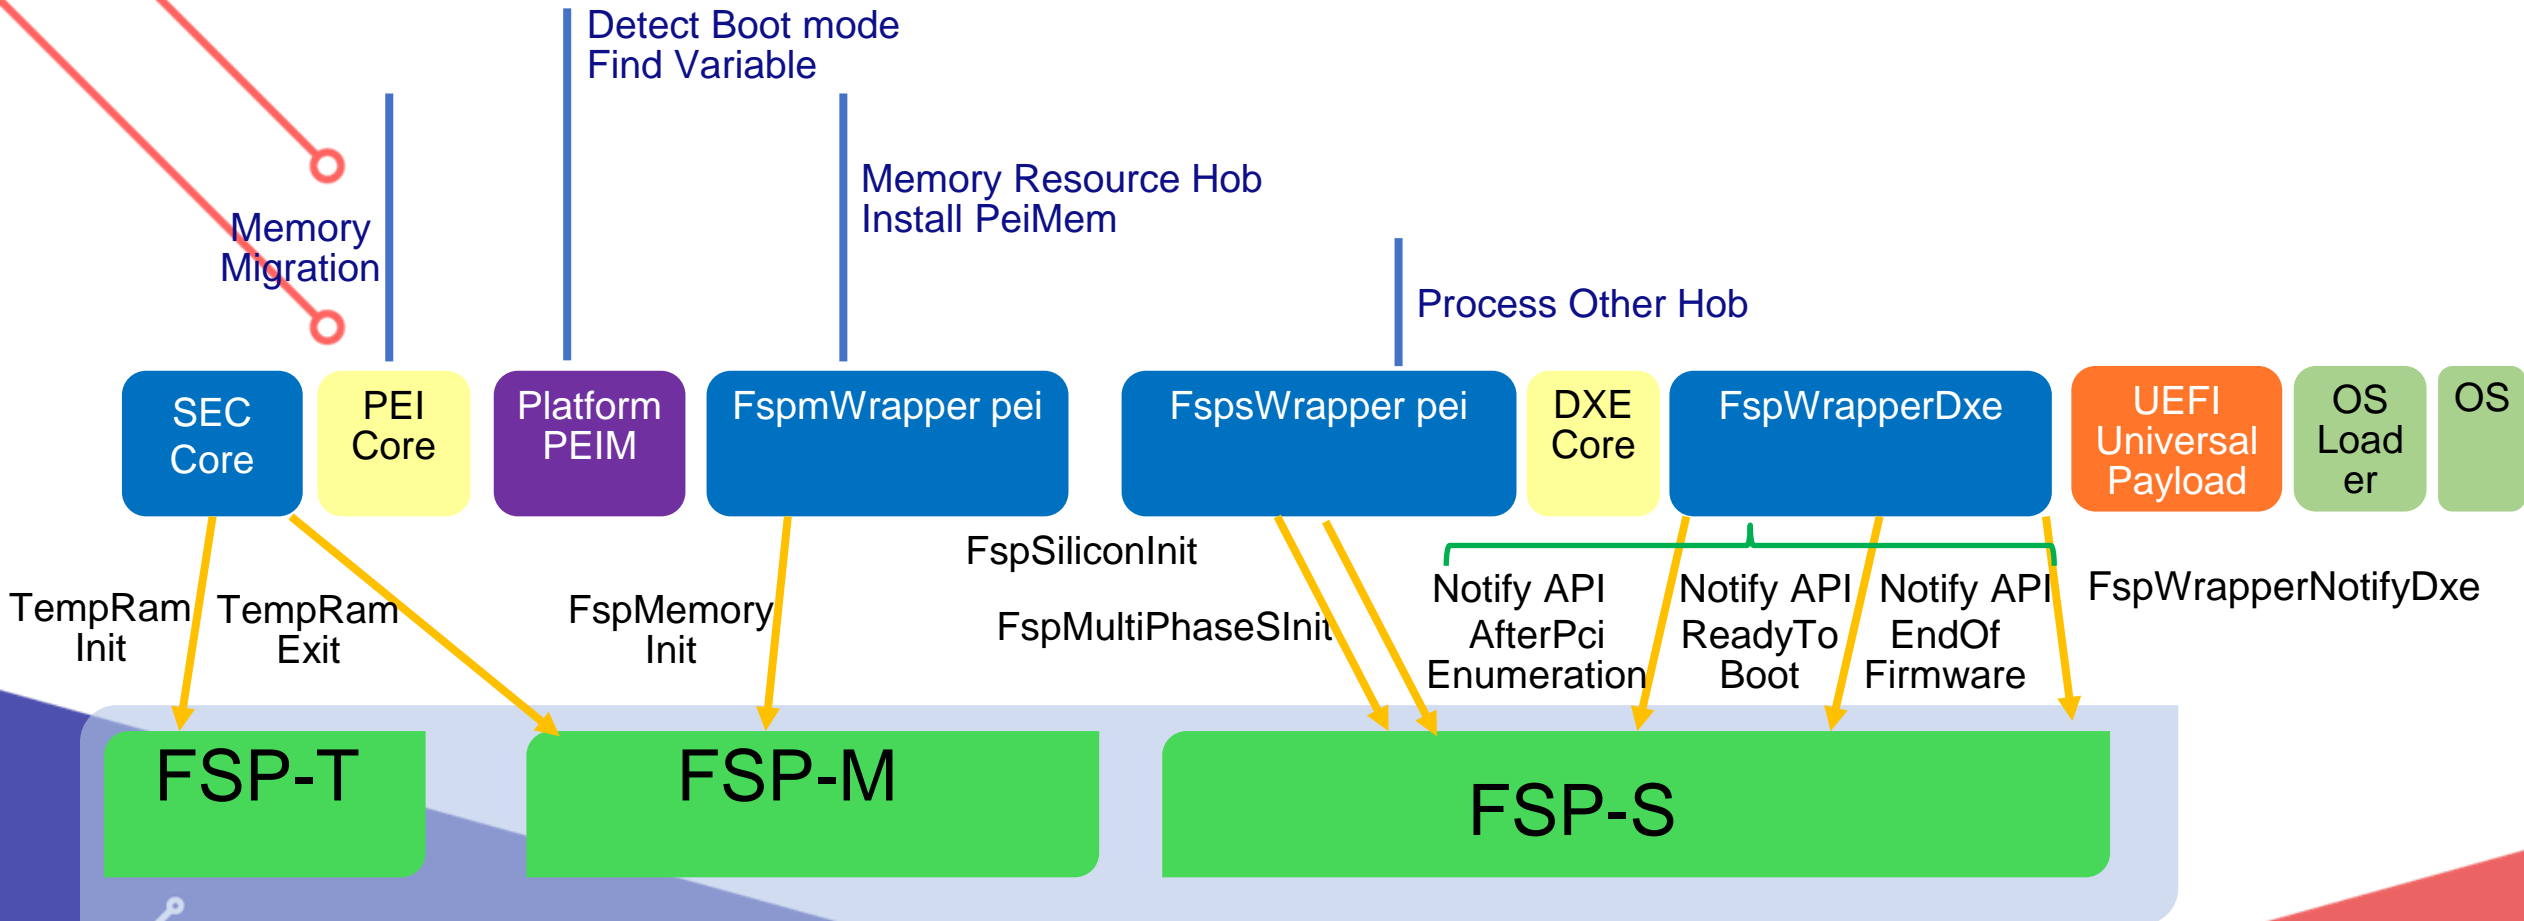 Detect Boot mode
Find Variable
Memory Resource Hob
Install PeiMem
Memory
Migration
Process Other Hob
SEC
Core
PEI
Core
Platform
PEIM
FspmWrapper pei
FspsWrapper pei
DXE
Core
FspWrapperDxe
UEFI
Universal
Payload
OS
Load
er
OS
TempRam
Init
TempRam
Exit
FspMemory
Init
FspSiliconInit
FspMultiPhaseSInit
Notify API
AfterPci
Enumeration
Notify API
ReadyTo
Boot
Notify API
EndOf
Firmware
FspWrapperNotifyDxe
FSP-T
FSP-M
FSP-S